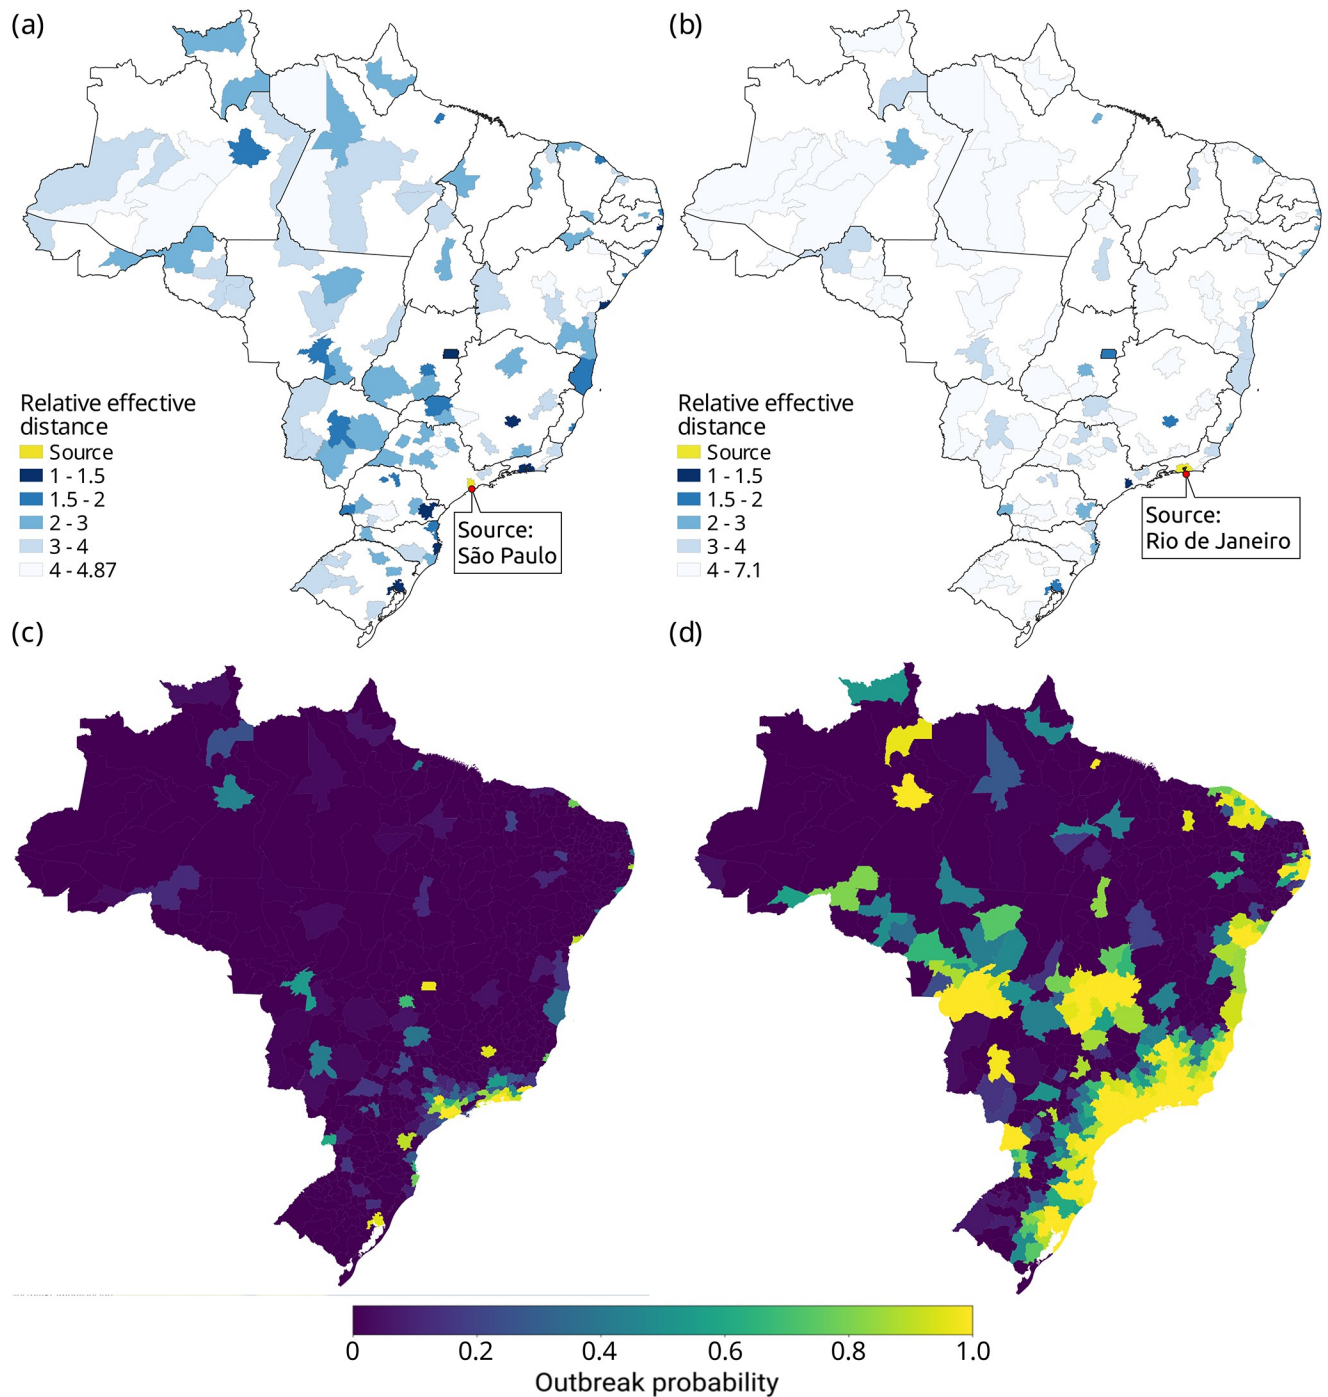 (a)
(b)
Relative effective
distance
Source
1 - 1.5
1.5 - 2
2 - 3
3 - 4
4 - 4.87
Source:
São Paulo
Relative effective
distance
Source
1 - 1.5
1.5 - 2
2 - 3
3 - 4
4 - 7.1
Source:
Rio de Janeiro
(c)
(d)
0
0.2
0.4
0.6
0.8
1.0
Outbreak probability